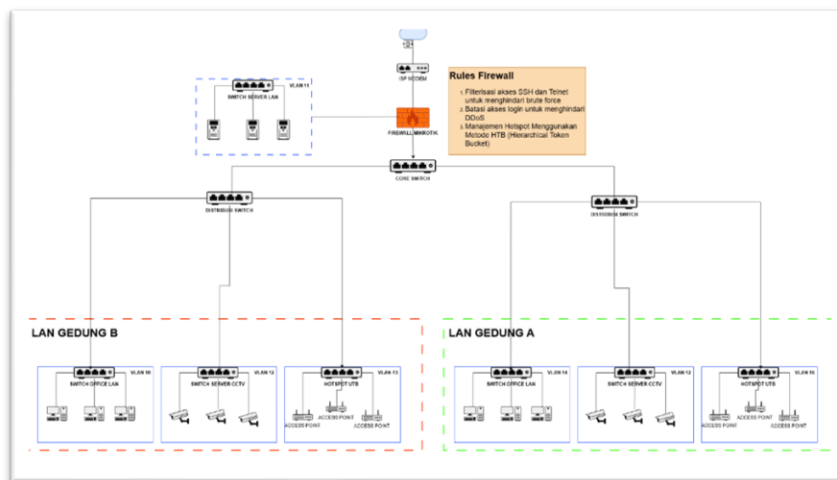 ISP MODEM
Rules Firewall
1. Filterisasi akses SSH dan Telnet
untuk menghindari brute force
2. Batasi akses login untuk menghindari
DDoS
3. Manajemen Hotspot Menggunakan
Metode HTB (Hierarchical Token
Bucket)
VLAN 11
SWITCH SERVER LAN
FIREWALL MIKROTIK
CORE SWITCH
SWITCH
SWITCH
LAN GEDUNG B
LAN GEDUNG A
VLAN 10
SWITCH OFFICE LAN
VLAN 12
SWITCH SERVER CCTV
VLAN 13
HOTSPOT UTB
ACCESS POINT
ACCESS POINT
ACCESS POINT
VLAN
SWITCH OFFICE LAN
VLAN 12
SWITCH SERVER CCTV
VLAN
HOTSPOT UTB
ACCESS POINT
ACCESS POINT
ACCESS POINT